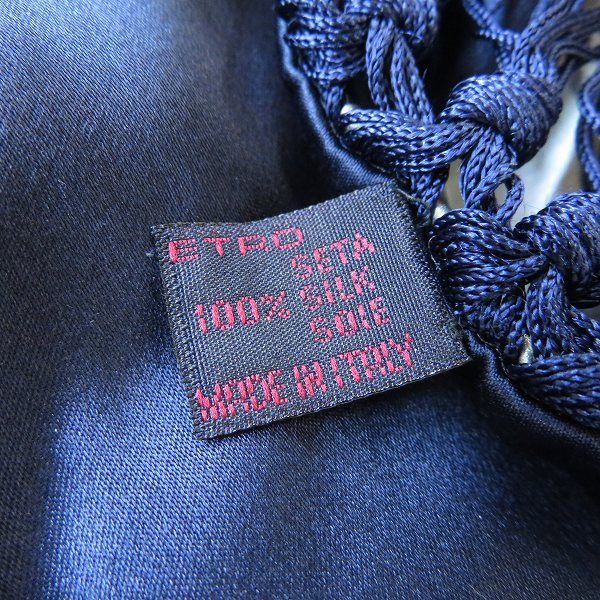 ETRO
SETA
100% SILK
SOIE
MADE IN ITALY